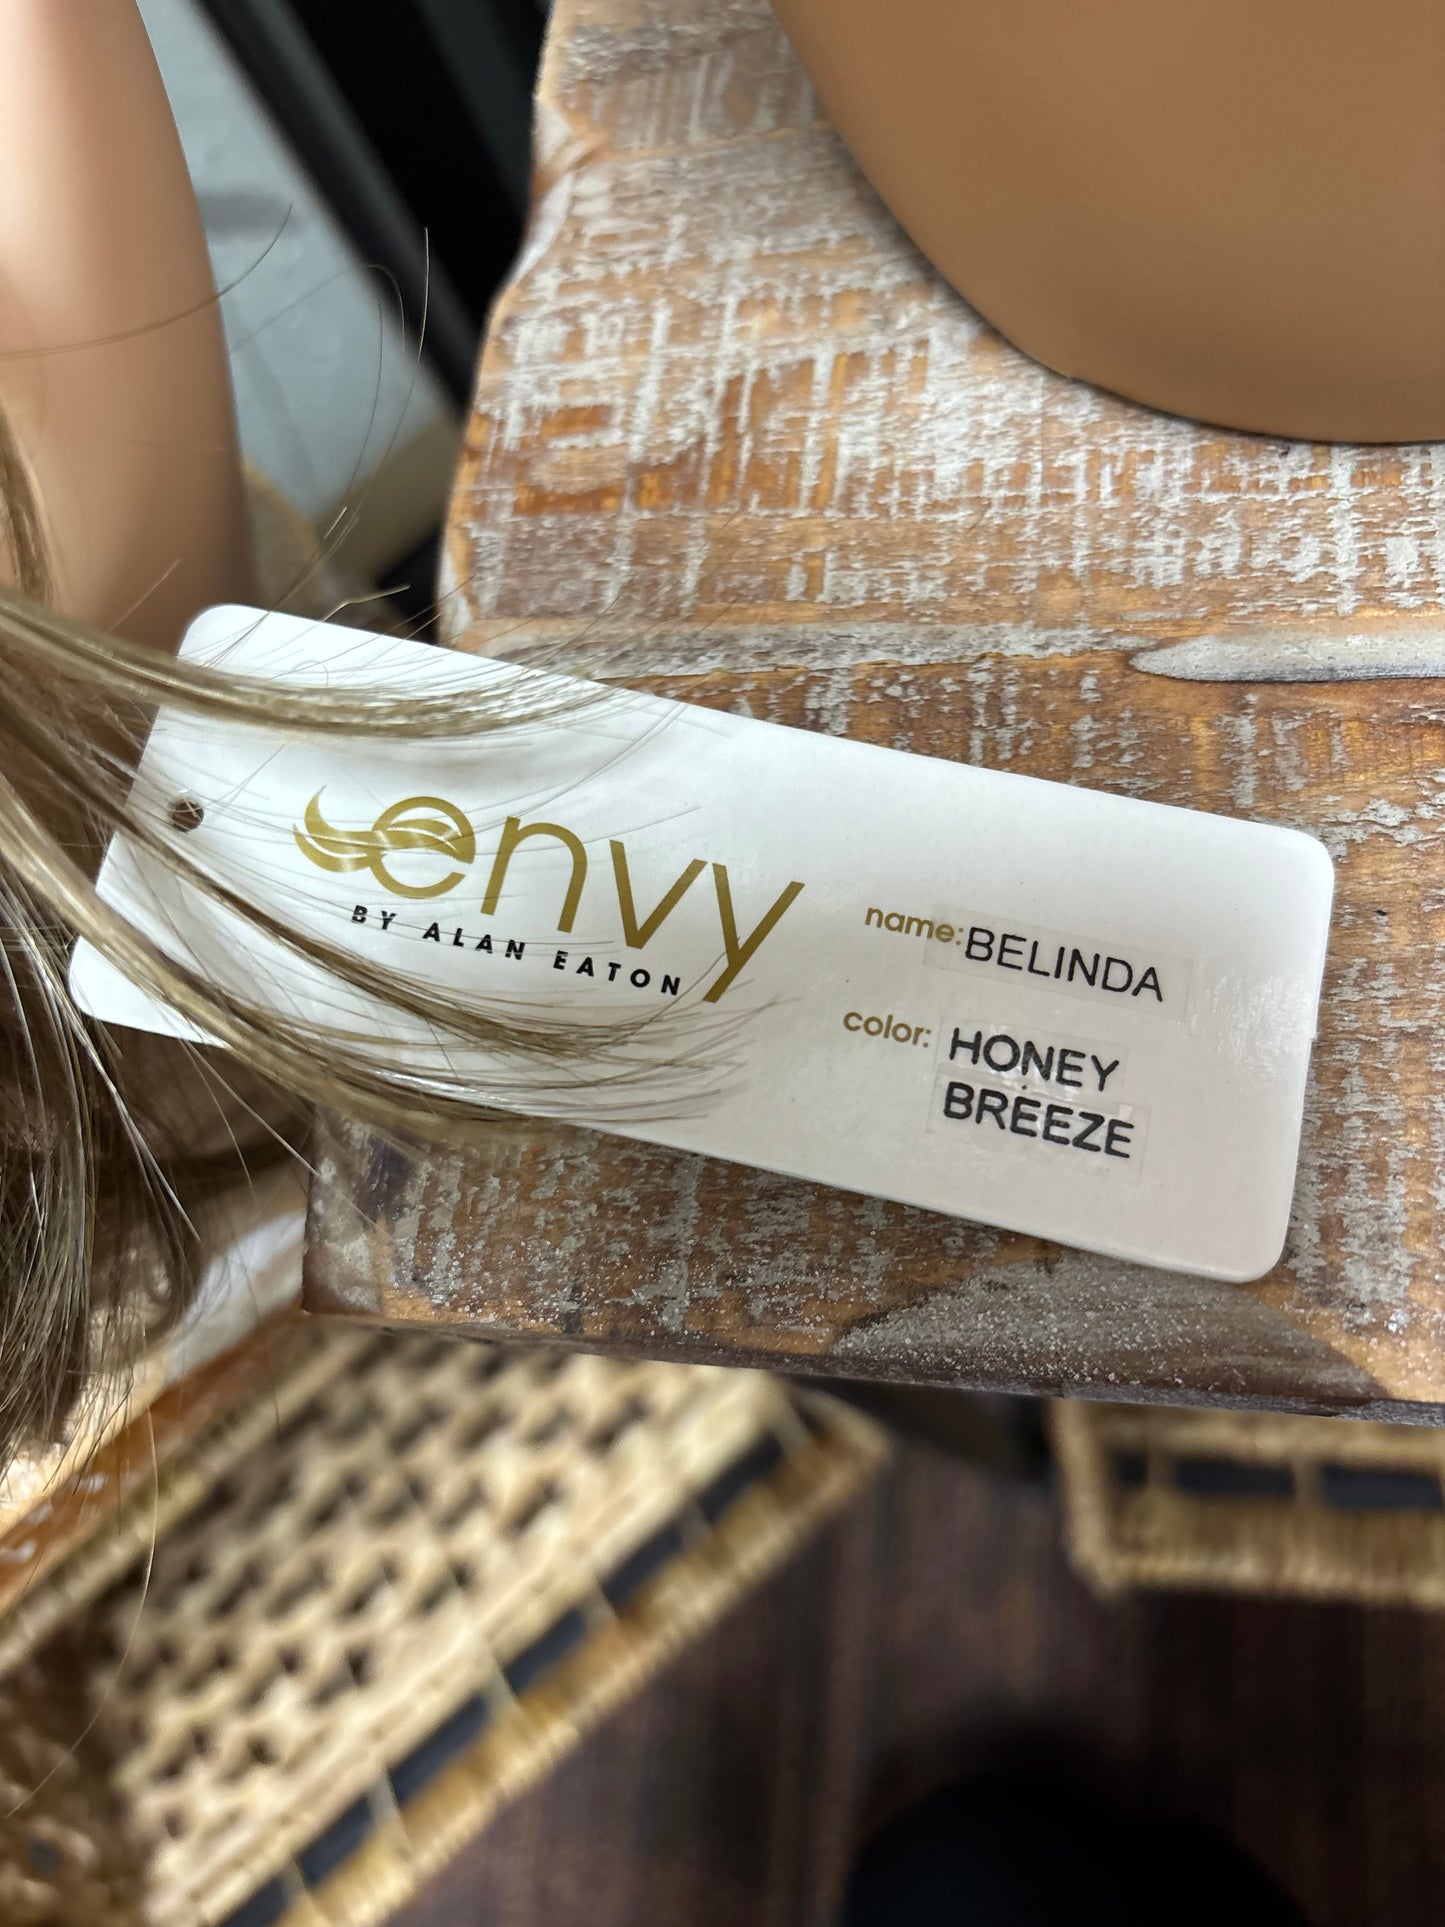 envy
BY ALAN EATON
name: BELINDA
color: HONEY
BREEZE